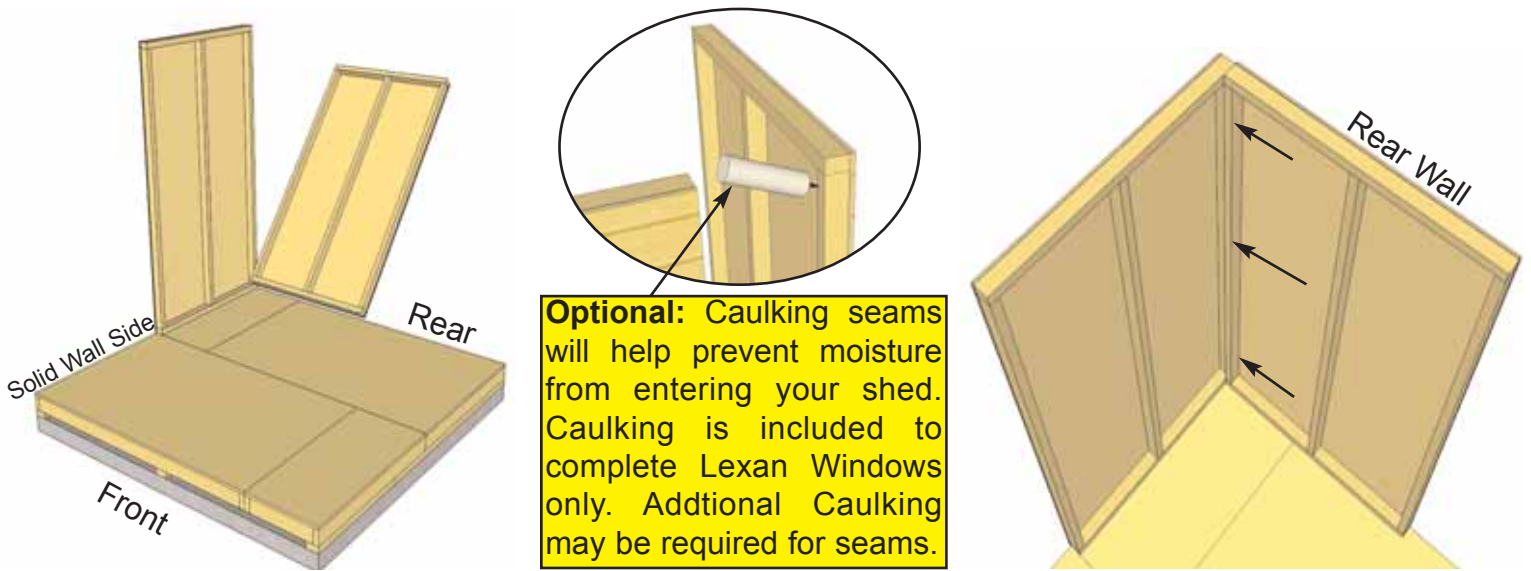 Solid Wall Side
Rear
Front
Optional: Caulking seams
will help prevent moisture
from entering your shed.
Caulking is included to
complete Lexan Windows
only. Addtional Caulking
may be required for seams.
Rear Wall